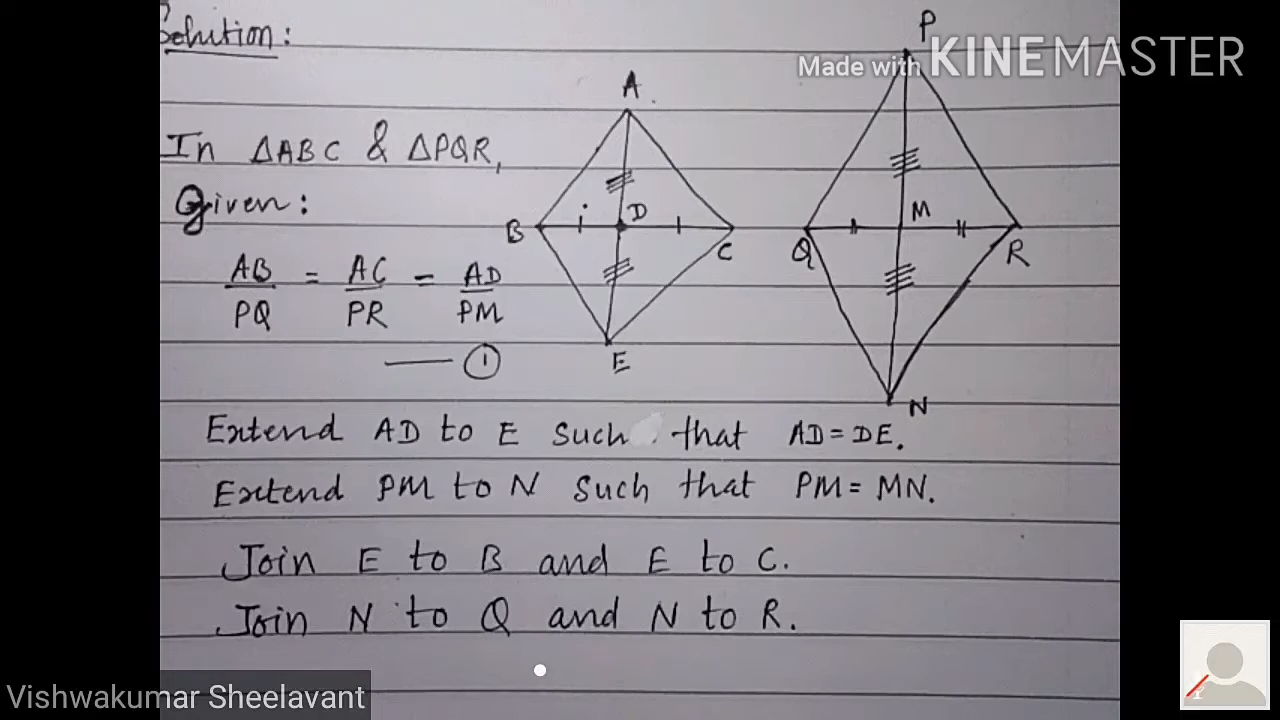 Solution:
P
Made with KINEMASTER
A
In ΔABC & ΔPQR,
Given:
B
D
C
Q
M
R
AB/PQ = AC/PR = AD/PM
—— ①
E
N
Extend AD to E such that AD = DE.
Extend PM to N such that PM = MN.
Join E to B and E to C.
Join N to Q and N to R.
Vishwakumar Sheelavant